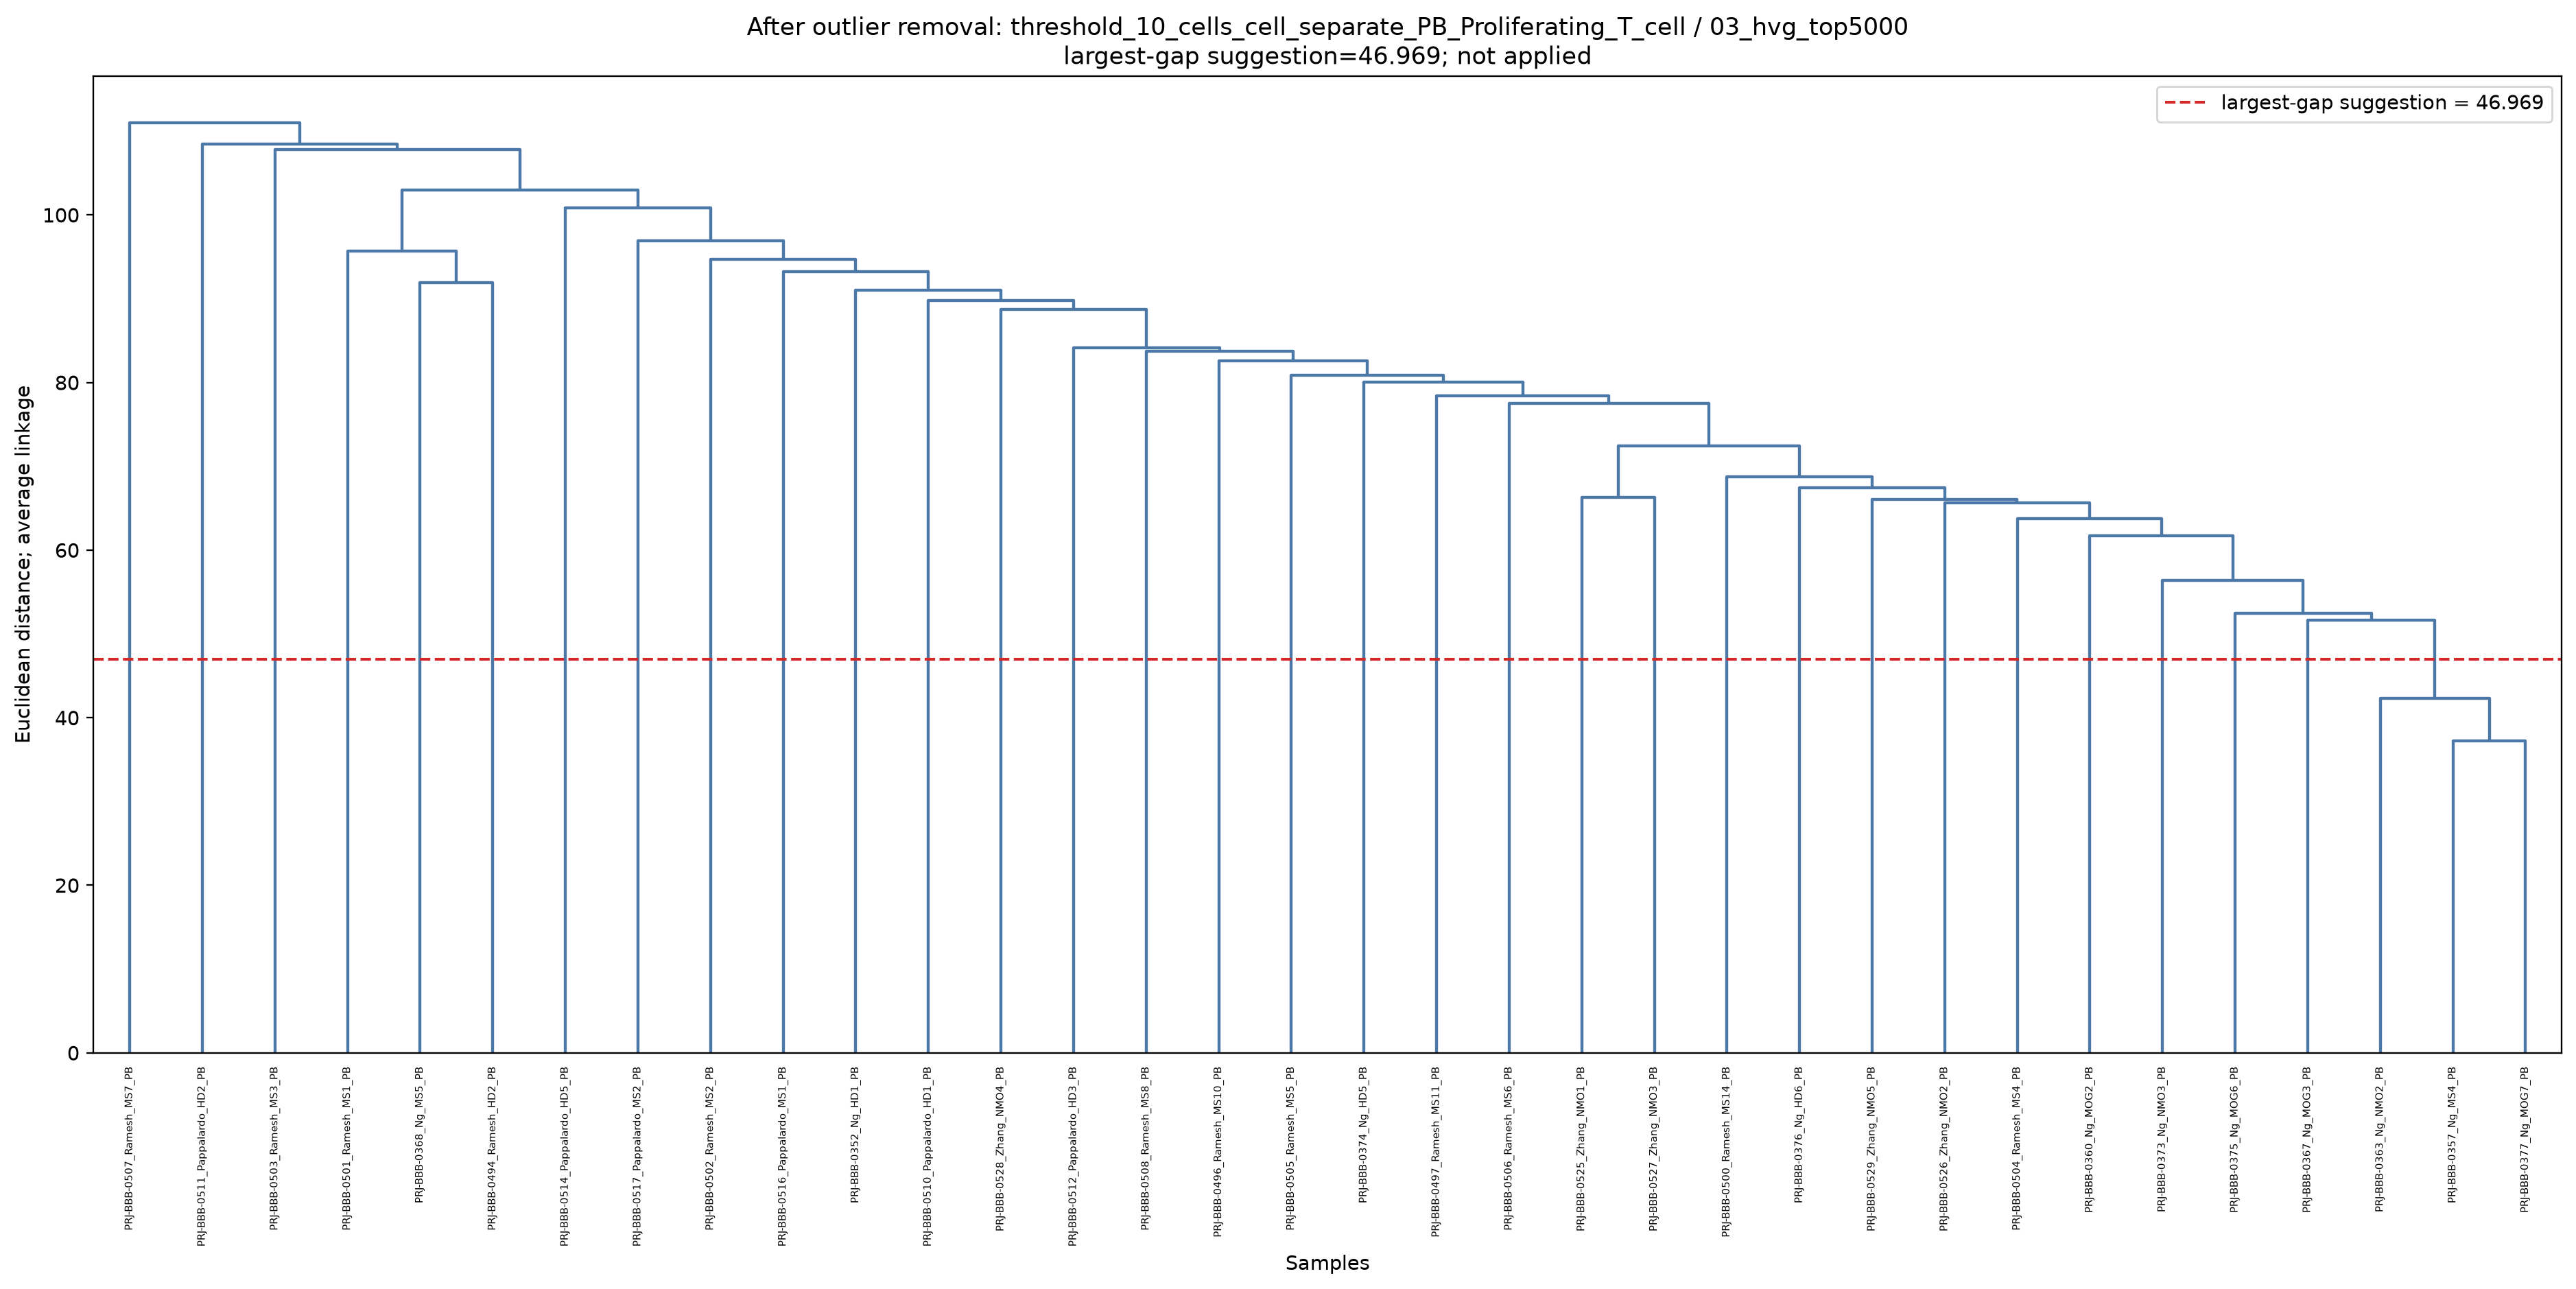 After outlier removal: threshold_10_cells_cell_separate_PB_Proliferating_T_cell / 03_hvg_top5000
largest-gap suggestion=46.969; not applied
largest-gap suggestion = 46.969
Euclidean distance; average linkage
100
80
60
40
20
0
PRJ-BBB-0507_Ramesh_MS7_PB
PRJ-BBB-0511_Pappalardo_HD2_PB
PRJ-BBB-0503_Ramesh_MS3_PB
PRJ-BBB-0501_Ramesh_MS1_PB
PRJ-BBB-0368_Ng_MS5_PB
PRJ-BBB-0494_Ramesh_HD2_PB
PRJ-BBB-0514_Pappalardo_HD5_PB
PRJ-BBB-0517_Pappalardo_MS2_PB
PRJ-BBB-0502_Ramesh_MS2_PB
PRJ-BBB-0516_Pappalardo_MS1_PB
PRJ-BBB-0352_Ng_HD1_PB
PRJ-BBB-0510_Pappalardo_HD1_PB
PRJ-BBB-0528_Zhang_NMO4_PB
PRJ-BBB-0512_Pappalardo_HD3_PB
PRJ-BBB-0508_Ramesh_MS8_PB
PRJ-BBB-0496_Ramesh_MS10_PB
PRJ-BBB-0505_Ramesh_MS5_PB
PRJ-BBB-0374_Ng_HD5_PB
PRJ-BBB-0497_Ramesh_MS11_PB
PRJ-BBB-0506_Ramesh_MS6_PB
PRJ-BBB-0525_Zhang_NMO1_PB
PRJ-BBB-0527_Zhang_NMO3_PB
PRJ-BBB-0500_Ramesh_MS14_PB
PRJ-BBB-0376_Ng_HD6_PB
PRJ-BBB-0529_Zhang_NMO5_PB
PRJ-BBB-0526_Zhang_NMO2_PB
PRJ-BBB-0504_Ramesh_MS4_PB
PRJ-BBB-0360_Ng_MOG2_PB
PRJ-BBB-0373_Ng_NMO3_PB
PRJ-BBB-0375_Ng_MOG6_PB
PRJ-BBB-0367_Ng_MOG3_PB
PRJ-BBB-0363_Ng_NMO2_PB
PRJ-BBB-0357_Ng_MS4_PB
PRJ-BBB-0377_Ng_MOG7_PB
Samples